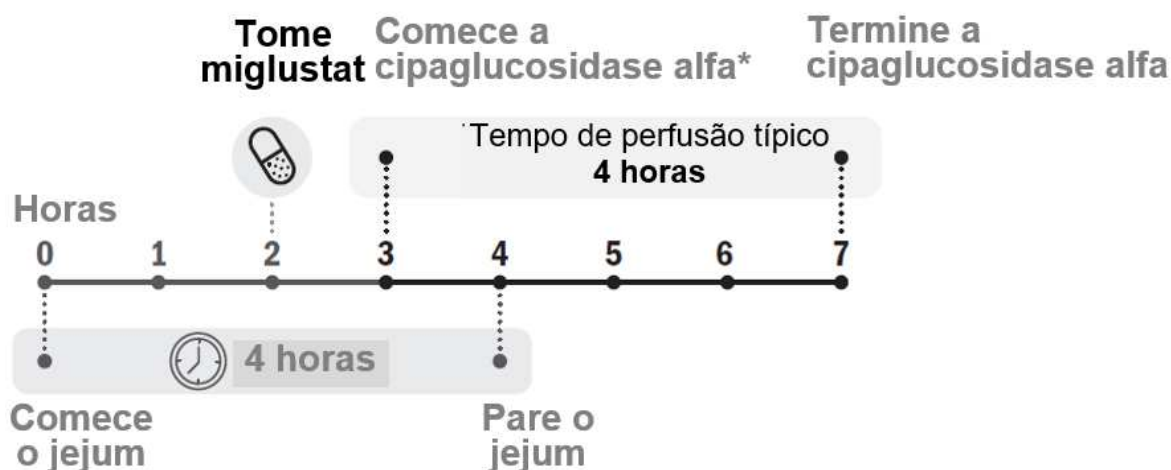 Tome
miglustat
Comece a
cipaglucosidase alfa*
Termine a
cipaglucosidase alfa
Tempo de perfusão típico
4 horas
Horas
0 1 2 3 4 5 6 7
4 horas
Comece
o jejum
Pare o
jejum